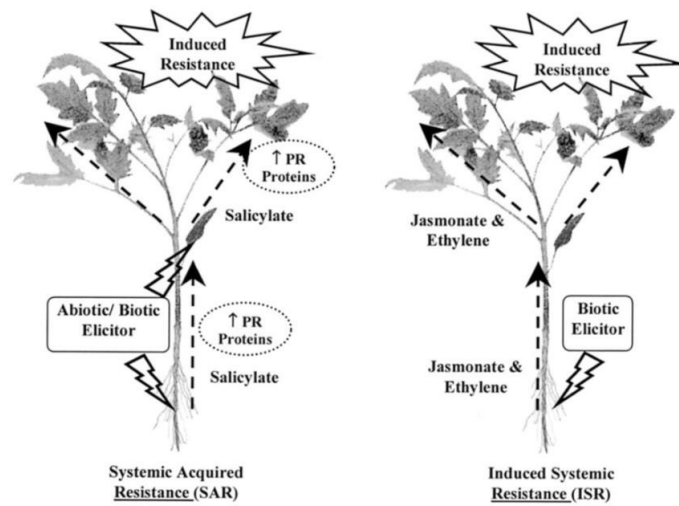 Induced
Resistance
↑ PR
Proteins
Salicylate
Abiotic/ Biotic
Elicitor
↑ PR
Proteins
Salicylate
Systemic Acquired
Resistance (SAR)
Induced
Resistance
Jasmonate &
Ethylene
Biotic
Elicitor
Jasmonate &
Ethylene
Induced Systemic
Resistance (ISR)